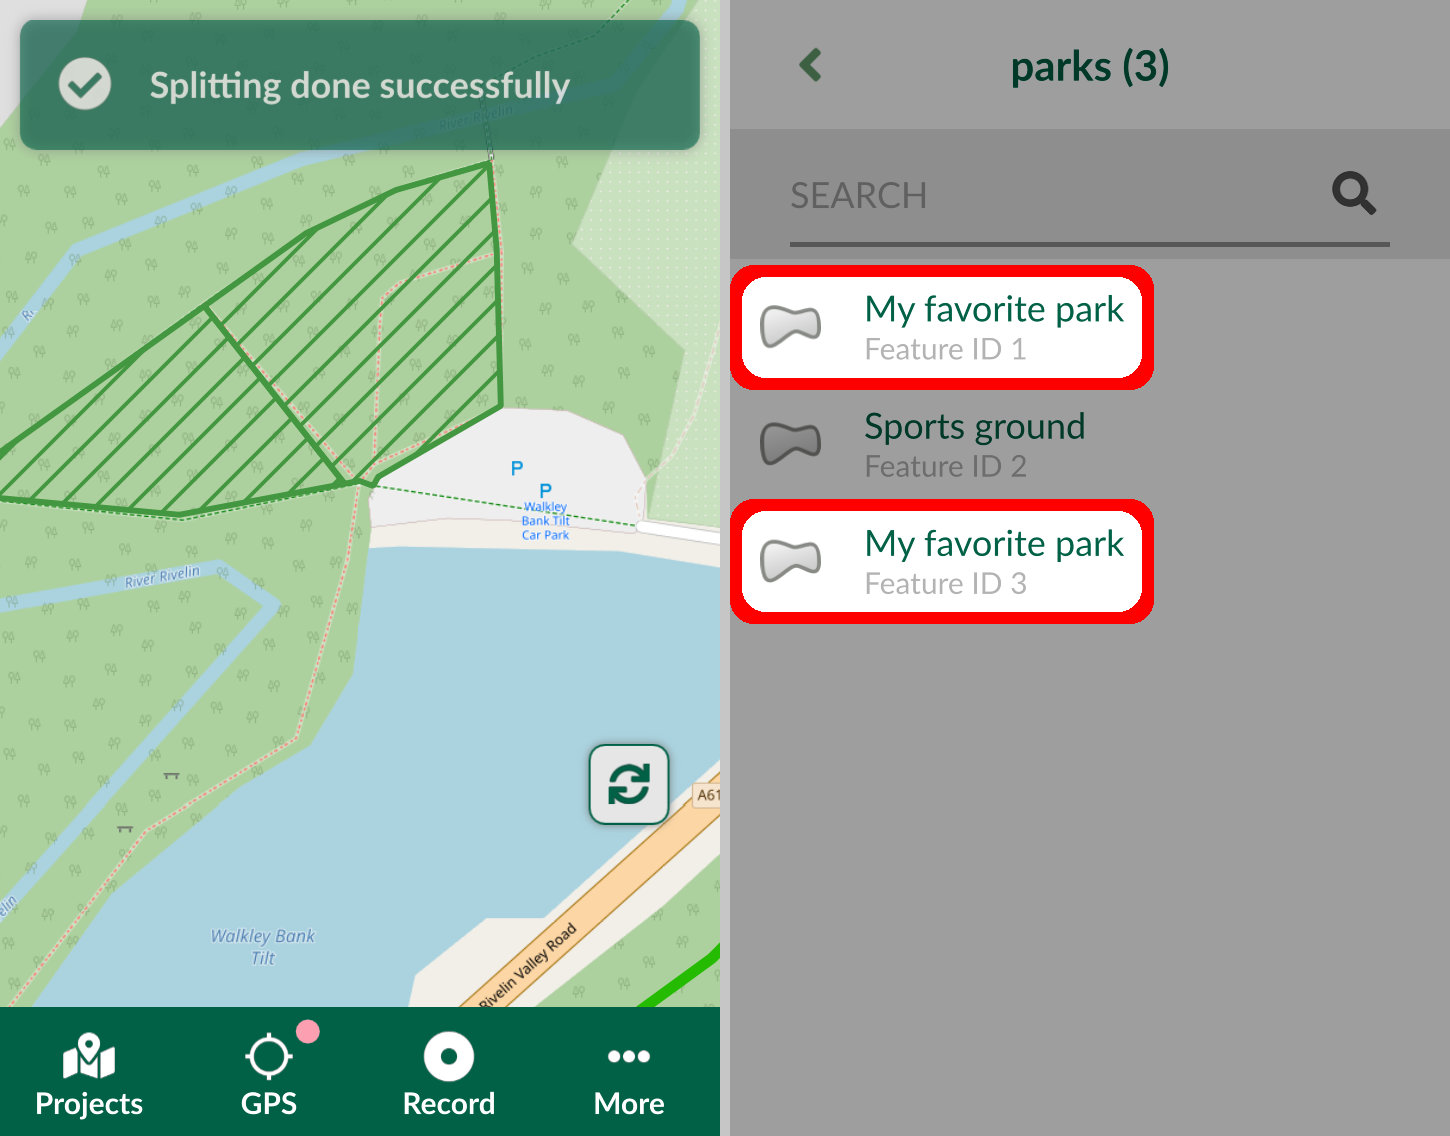 Splitting done successfully
River Rivelin
River Rivelin
P
P
Walkley
Bank Tilt
Car Park
A61
Walkley Bank
Tilt
Rivelin Valley Road
Projects
GPS
Record
More
parks (3)
SEARCH
My favorite park
Feature ID 1
Sports ground
Feature ID 2
My favorite park
Feature ID 3